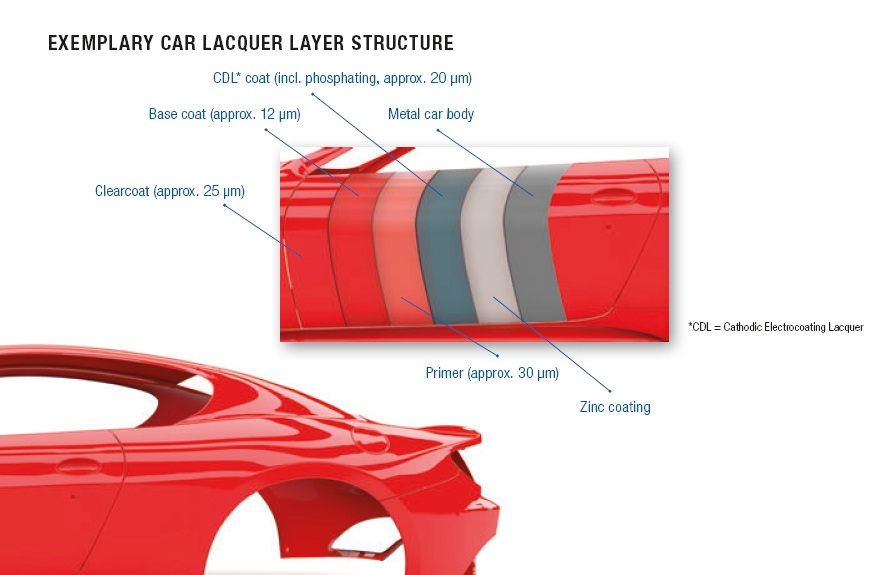 EXEMPLARY CAR LACQUER LAYER STRUCTURE
CDL* coat (incl. phosphating, approx. 20 µm)
Base coat (approx. 12 µm)
Metal car body
Clearcoat (approx. 25 µm)
*CDL = Cathodic Electrocoating Lacquer
Primer (approx. 30 µm)
Zinc coating